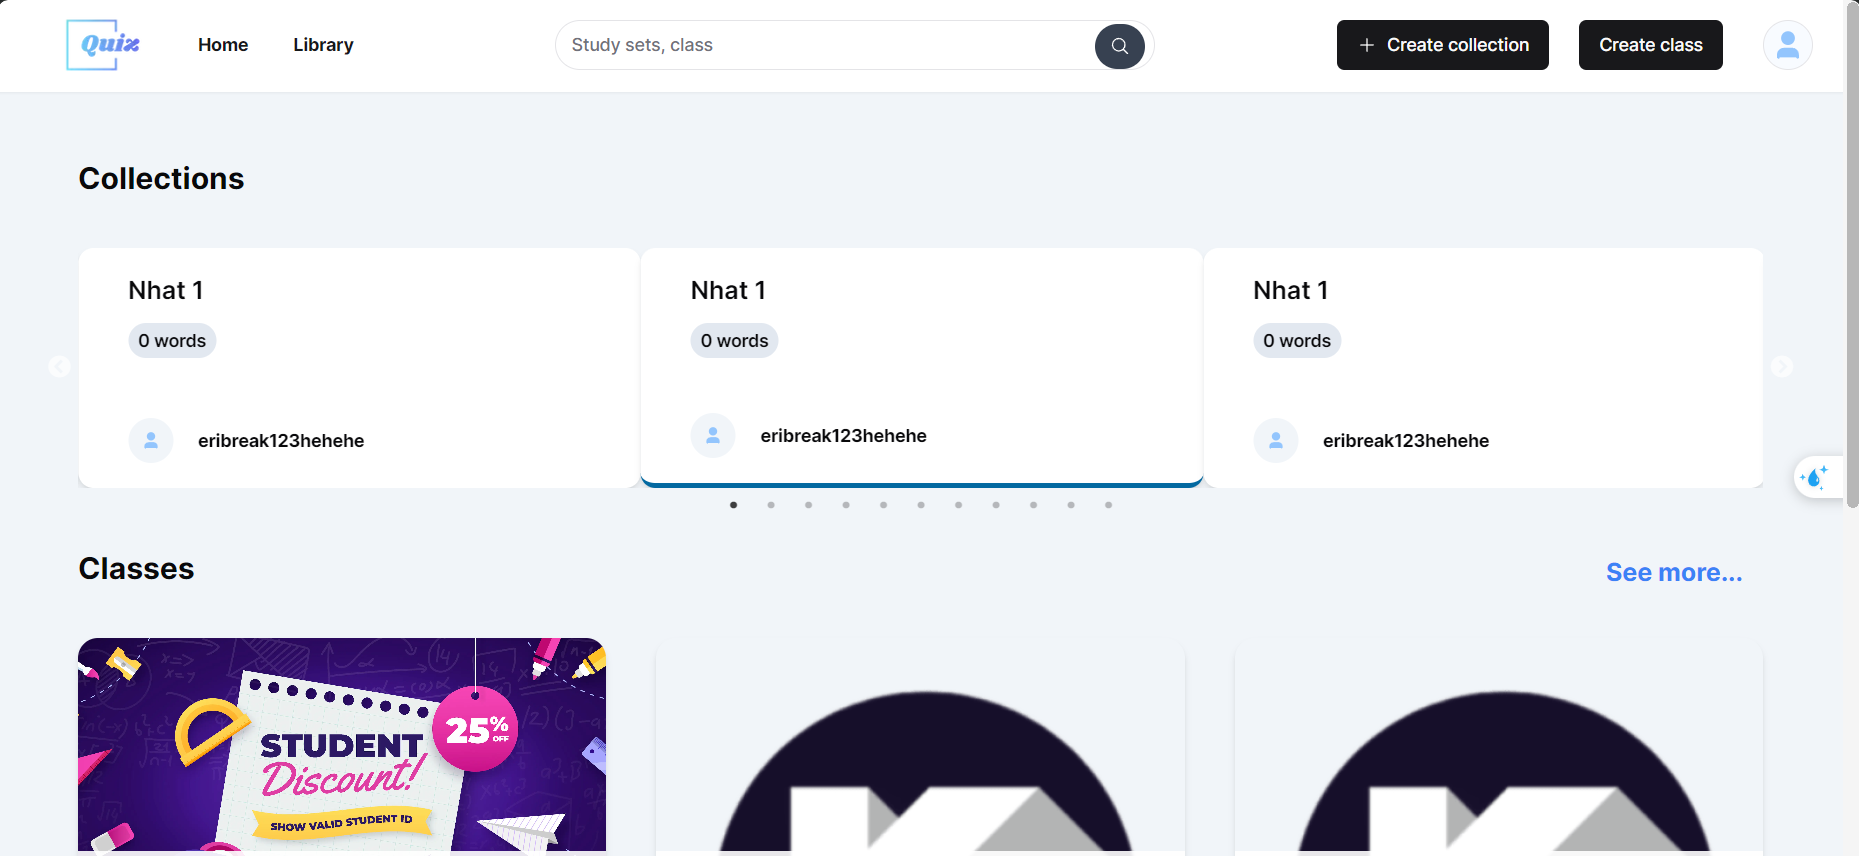 Quix
Home
Library
Study sets, class
Create collection
Create class
Collections
Nhat 1
0 words
eribreak123hehehe
Nhat 1
0 words
eribreak123hehehe
Nhat 1
0 words
eribreak123hehehe
Classes
See more...
STUDENT
Discount!
SHOW VALID STUDENT ID
25%
OFF